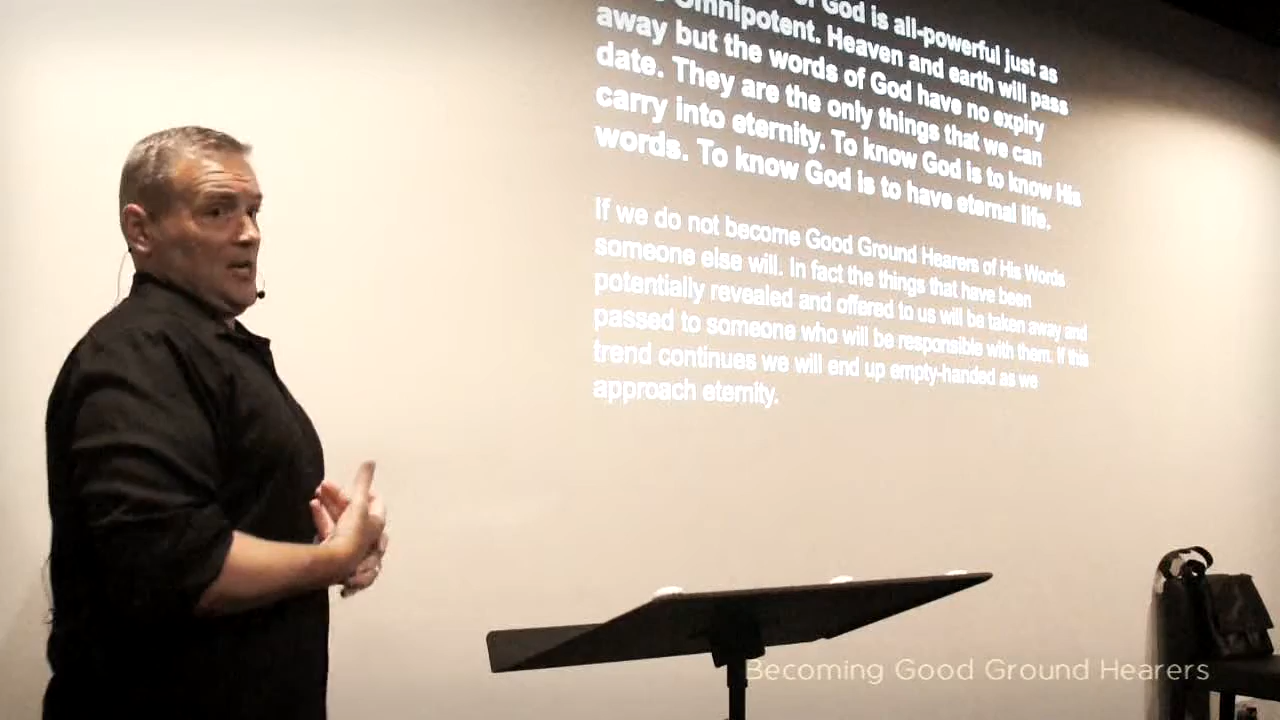 of God is all-powerful just as
Omnipotent. Heaven and earth will pass
away but the words of God have no expiry
date. They are the only things that we can
carry into eternity. To know God is to know His
words. To know God is to have eternal life.
If we do not become Good Ground Hearers of His Words
someone else will. In fact the things that have been
potentially revealed and offered to us will be taken away and
passed to someone who will be responsible with them. If this
trend continues we will end up empty-handed as we
approach eternity.
Becoming Good Ground Hearers